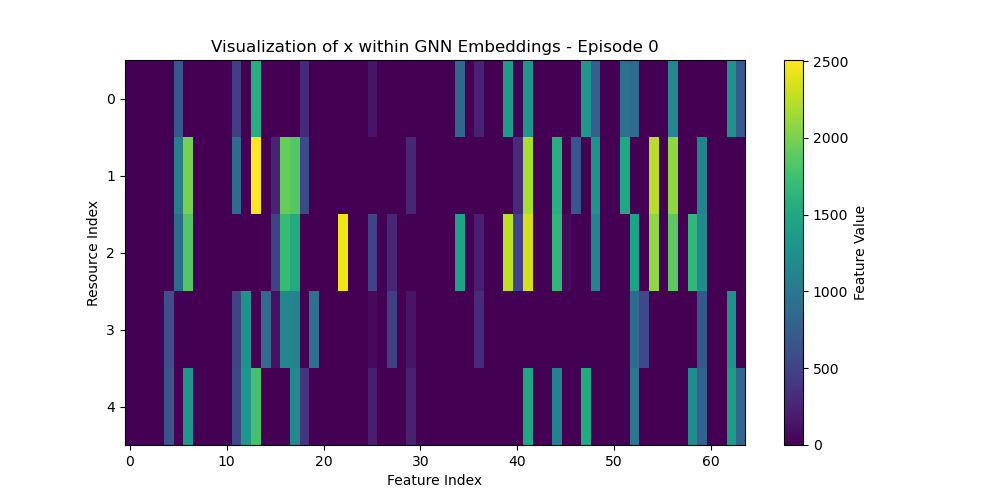 Visualization of x within GNN Embeddings - Episode 0
Resource Index
0
1
2
3
4
0 10 20 30 40 50 60
Feature Index
2500
2000
1500
1000
500
0
Feature Value